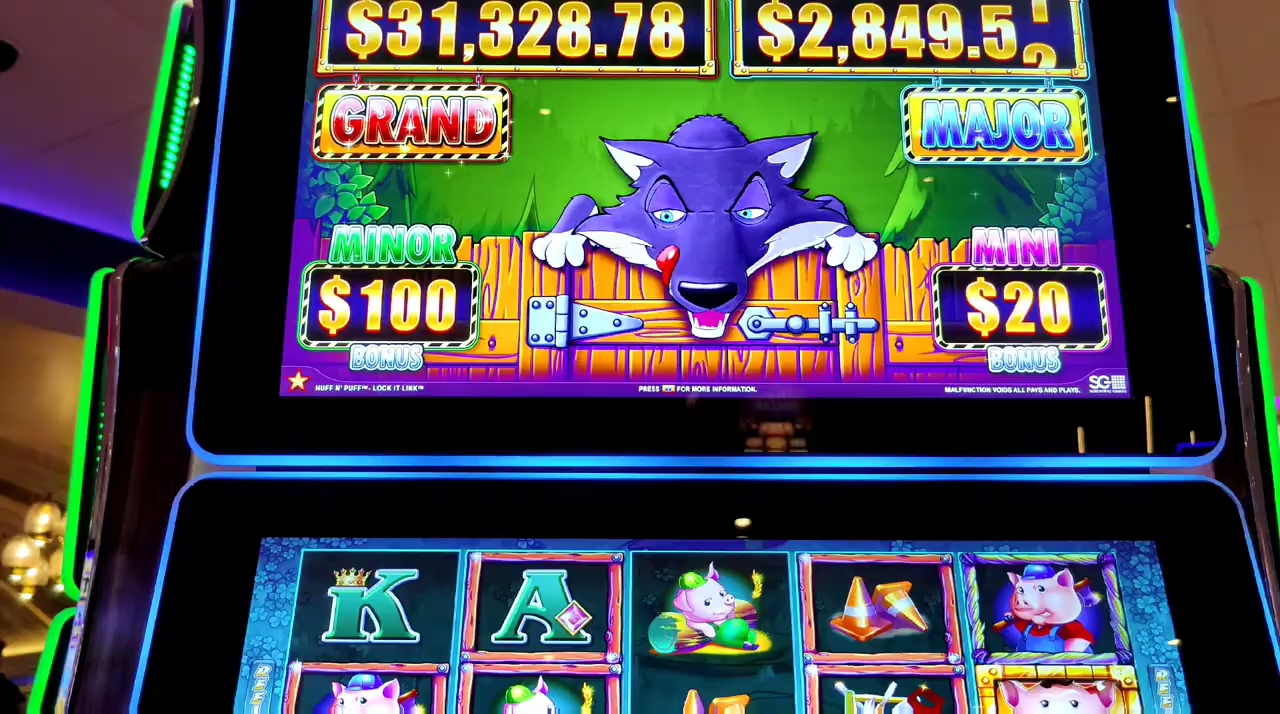 $31,328.78
$2,849.5
GRAND
MAJOR
MINOR
MINI
$100
$20
BONUS
BONUS
HUFF N' PUFF™- LOCK IT LINK™
PRESS
FOR MORE INFORMATION.
MALFUNCTION VOIDS ALL PAYS AND PLAYS.
SG
K
A